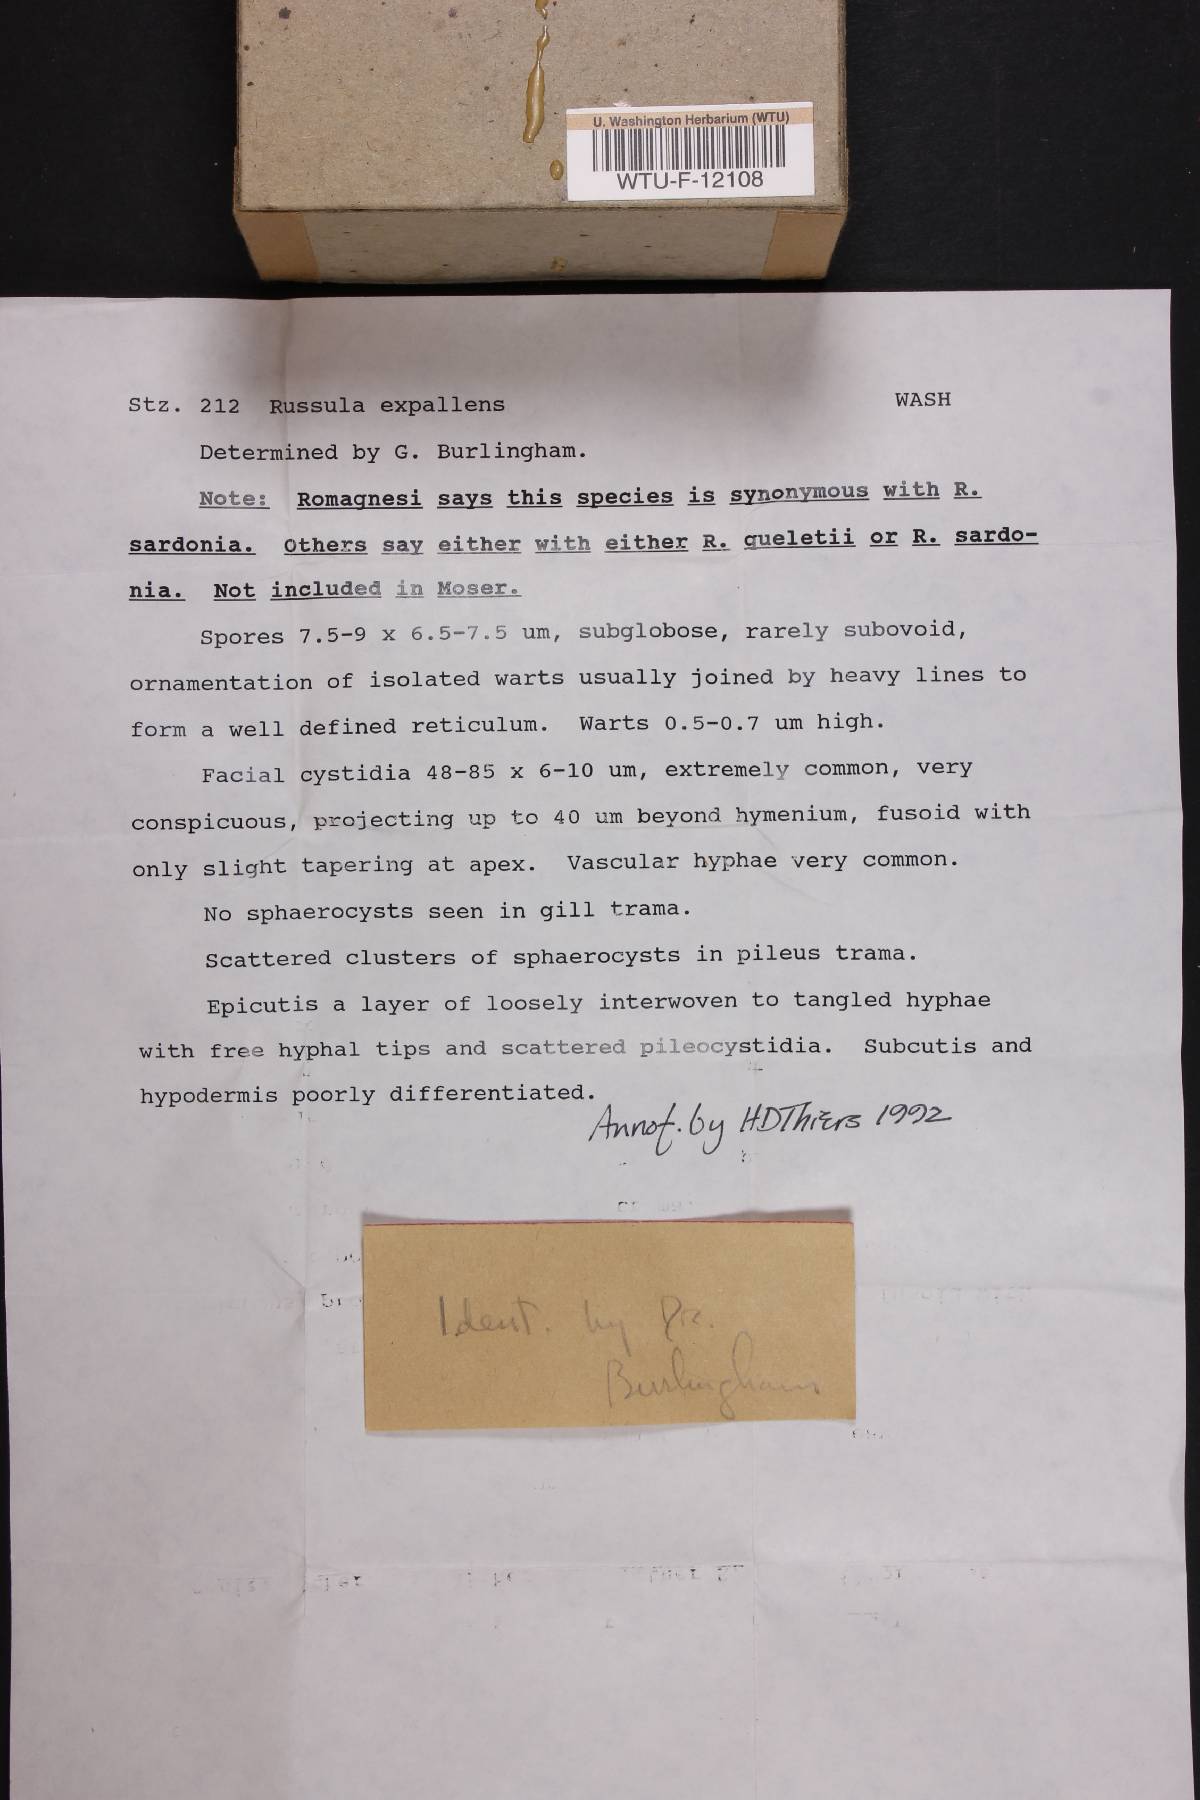 U. Washington Herbarium (WTU)
WTU-F-12108
Stz. 212 Russula expallens WASH
Determined by G. Burlingham.
Note: Romagnesi says this species is synonymous with R.
sardonia. Others say either with either R. queletii or R. sardo-
nia. Not included in Moser.
Spores 7.5-9 x 6.5-7.5 um, subglobose, rarely subovoid,
ornamentation of isolated warts usually joined by heavy lines to
form a well defined reticulum. Warts 0.5-0.7 um high.
Facial cystidia 48-85 x 6-10 um, extremely common, very
conspicuous, projecting up to 40 um beyond hymenium, fusoid with
only slight tapering at apex. Vascular hyphae very common.
No sphaerocysts seen in gill trama.
Scattered clusters of sphaerocysts in pileus trama.
Epicutis a layer of loosely interwoven to tangled hyphae
with free hyphal tips and scattered pileocystidia. Subcutis and
hypodermis poorly differentiated.
Annot. by HDThiers 1992
Ident. by Dr.
Burlingham